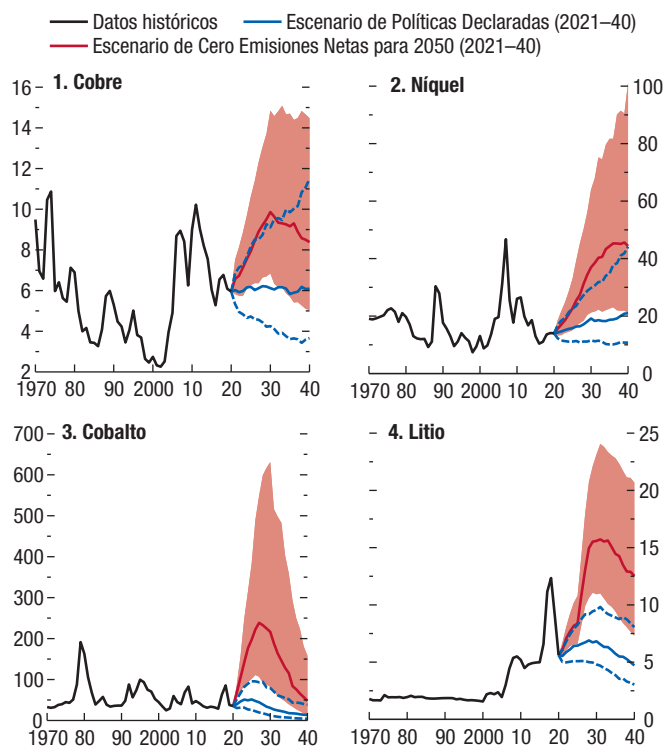 Datos históricos
Escenario de Políticas Declaradas (2021–40)
Escenario de Cero Emisiones Netas para 2050 (2021–40)
1. Cobre
16
14
12
10
8
6
4
2
1970 80 90 2000 10 20 30 40
2. Níquel
100
80
60
40
20
0
1970 80 90 2000 10 20 30 40
3. Cobalto
700
600
500
400
300
200
100
0
1970 80 90 2000 10 20 30 40
4. Litio
25
20
15
10
5
0
1970 80 90 2000 10 20 30 40